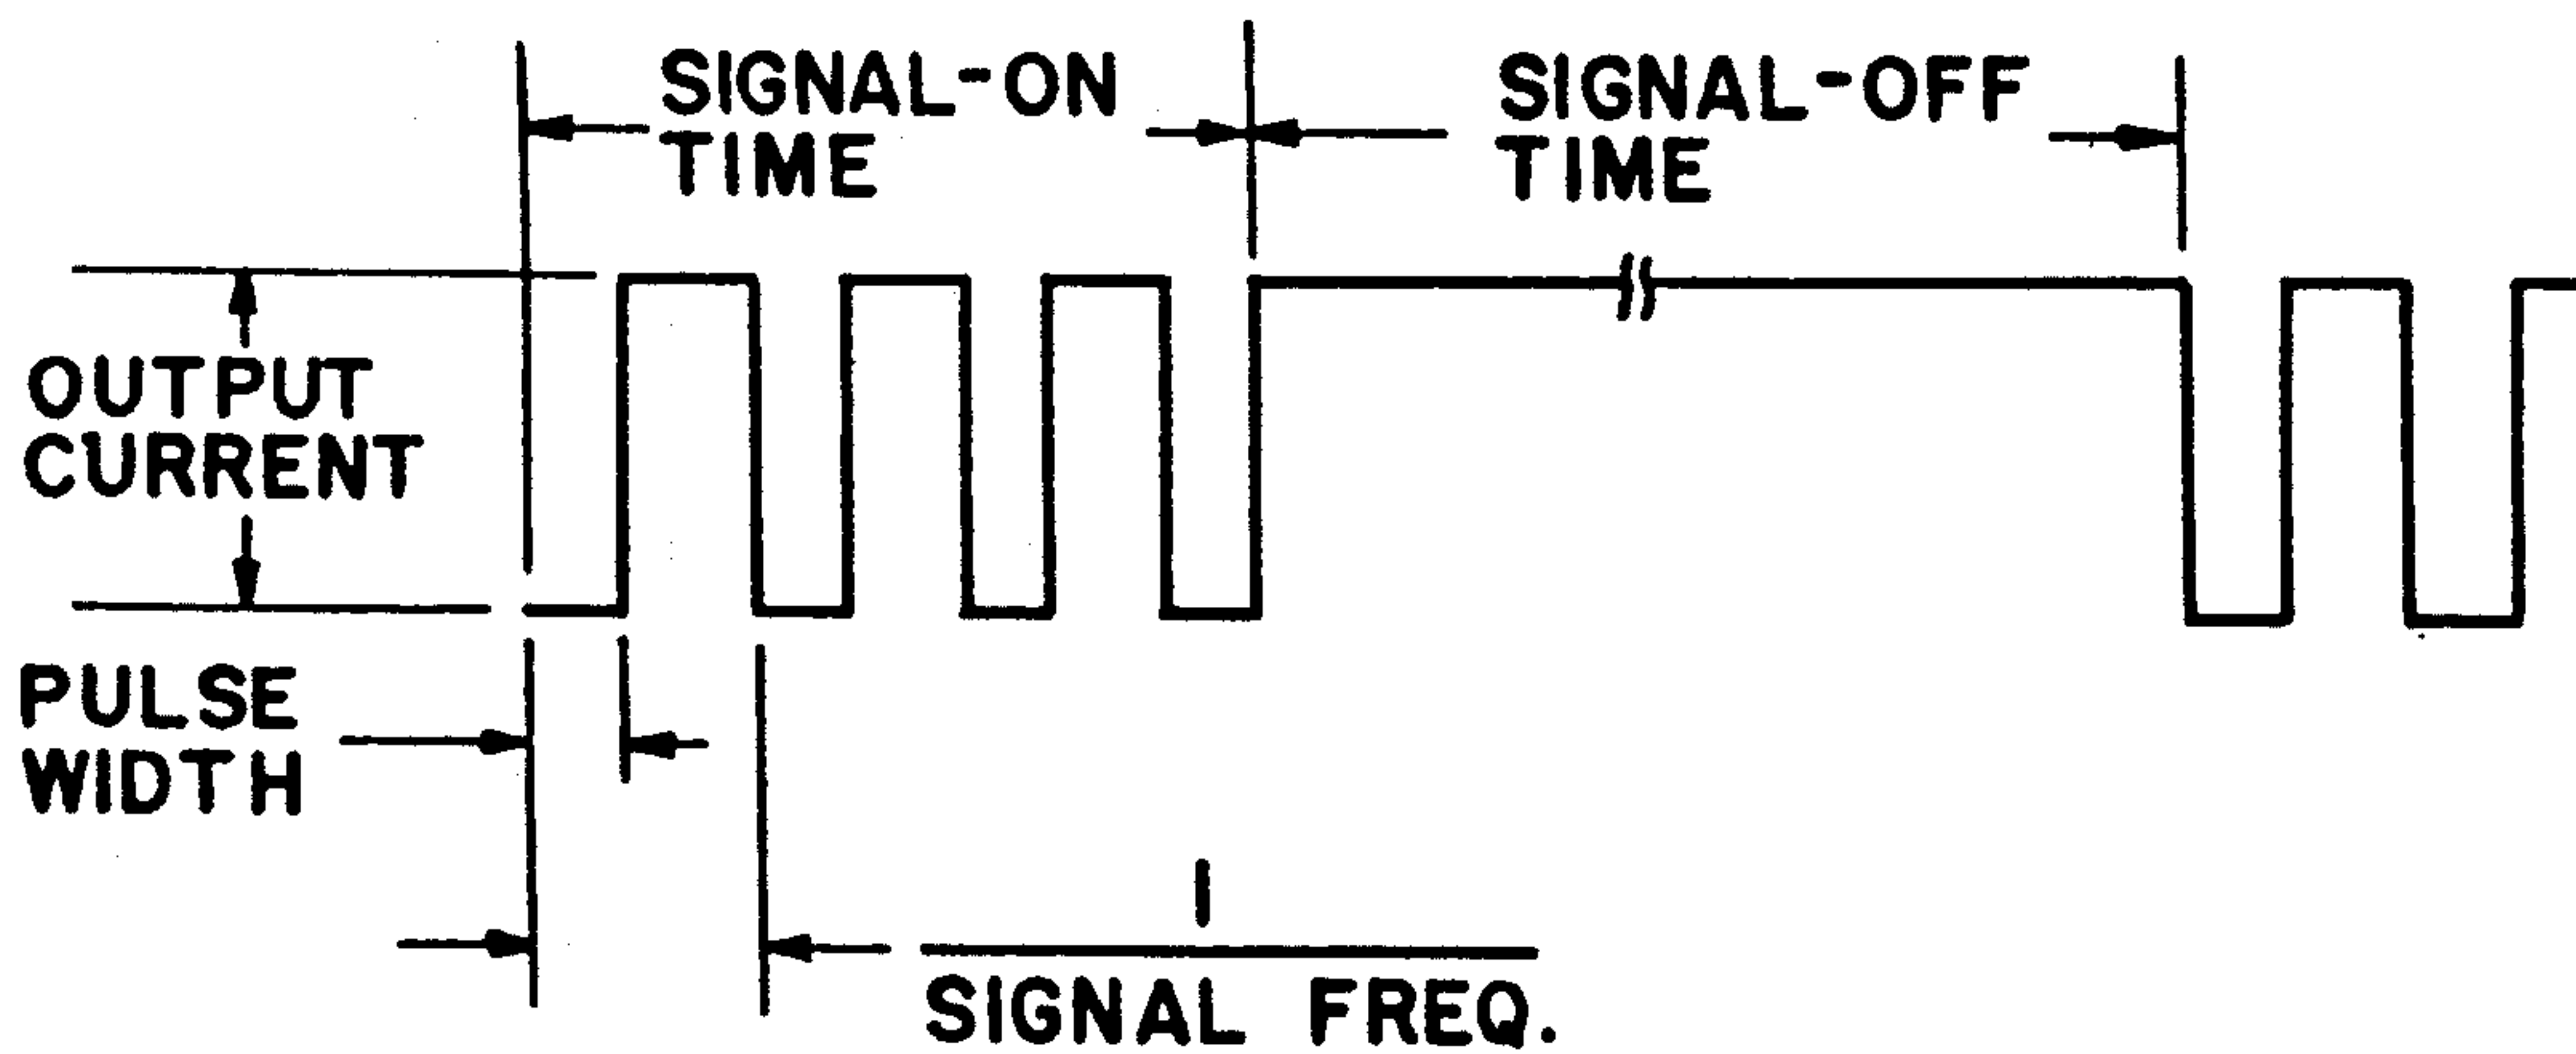 SIGNAL-ON
TIME
SIGNAL-OFF
TIME
OUTPUT
CURRENT
PULSE
WIDTH
1
SIGNAL FREQ.